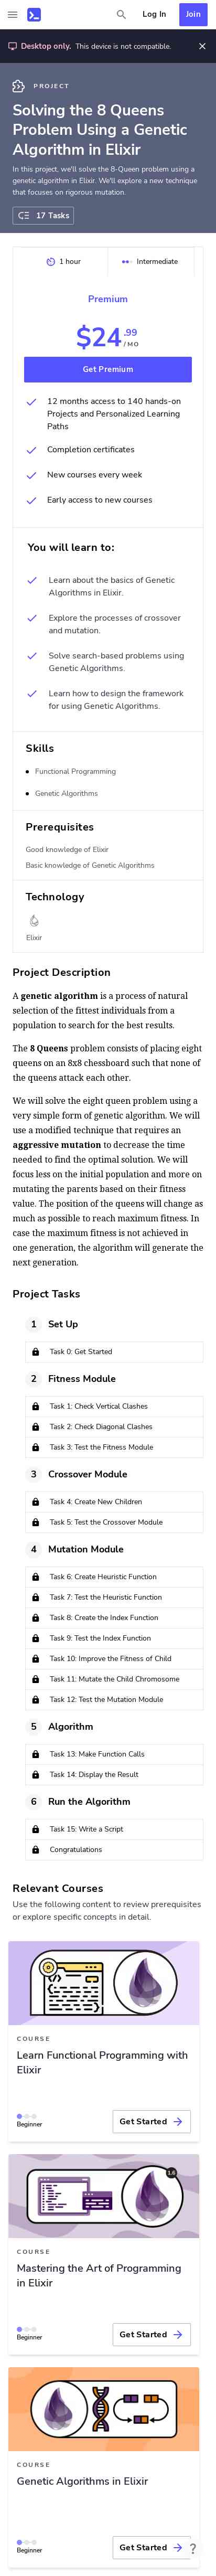 Log In
Join
Desktop only. This device is not compatible.
PROJECT
Solving the 8 Queens
Problem Using a Genetic
Algorithm in Elixir
In this project, we'll solve the 8-Queen problem using a
genetic algorithm in Elixir. We'll explore a new technique
that focuses on rigorous mutation.
17 Tasks
1 hour
Intermediate
Premium
$24.99
/MO
Get Premium
12 months access to 140 hands-on
Projects and Personalized Learning
Paths
Completion certificates
New courses every week
Early access to new courses
You will learn to:
Learn about the basics of Genetic
Algorithms in Elixir.
Explore the processes of crossover
and mutation.
Solve search-based problems using
Genetic Algorithms.
Learn how to design the framework
for using Genetic Algorithms.
Skills
Functional Programming
Genetic Algorithms
Prerequisites
Good knowledge of Elixir
Basic knowledge of Genetic Algorithms
Technology
Elixir
Project Description
A genetic algorithm is a process of natural
selection of the fittest individuals from a
population to search for the best results.
The 8 Queens problem consists of placing eight
queens on an 8x8 chessboard such that none of
the queens attack each other.
We will solve the eight queen problem using a
very simple form of genetic algorithm. We will
use a modified technique that requires an
aggressive mutation to decrease the time
needed to find the optimal solution. We will
focus less on the initial population and more on
mutating the parents based on their fitness
value. The position of the queens will change as
much as possible to reach maximum fitness. In
case the maximum fitness is not achieved in
one generation, the algorithm will generate the
next generation.
Project Tasks
1 Set Up
Task 0: Get Started
2 Fitness Module
Task 1: Check Vertical Clashes
Task 2: Check Diagonal Clashes
Task 3: Test the Fitness Module
3 Crossover Module
Task 4: Create New Children
Task 5: Test the Crossover Module
4 Mutation Module
Task 6: Create Heuristic Function
Task 7: Test the Heuristic Function
Task 8: Create the Index Function
Task 9: Test the Index Function
Task 10: Improve the Fitness of Child
Task 11: Mutate the Child Chromosome
Task 12: Test the Mutation Module
5 Algorithm
Task 13: Make Function Calls
Task 14: Display the Result
6 Run the Algorithm
Task 15: Write a Script
Congratulations
Relevant Courses
Use the following content to review prerequisites
or explore specific concepts in detail.
COURSE
Learn Functional Programming with
Elixir
Beginner
Get Started
COURSE
Mastering the Art of Programming
in Elixir
Beginner
Get Started
COURSE
Genetic Algorithms in Elixir
Beginner
Get Started
?